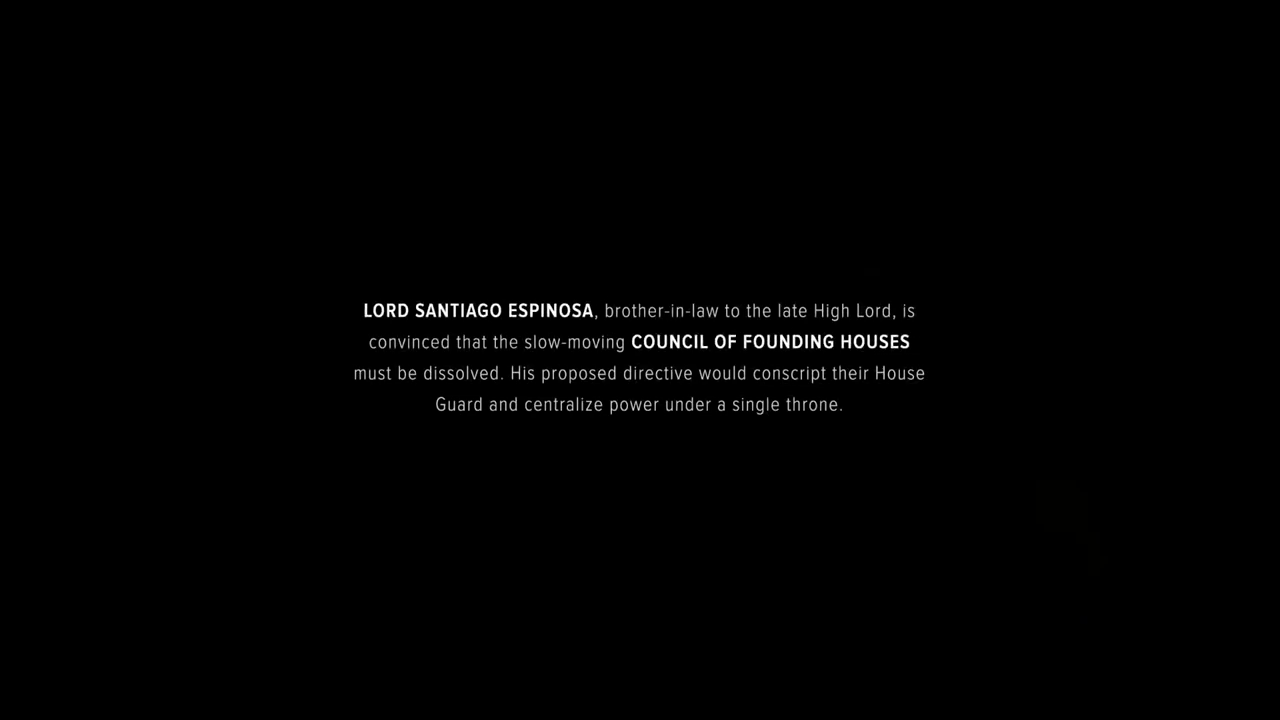 LORD SANTIAGO ESPINOSA, brother-in-law to the late High Lord, is
convinced that the slow-moving COUNCIL OF FOUNDING HOUSES
must be dissolved. His proposed directive would conscript their House
Guard and centralize power under a single throne.